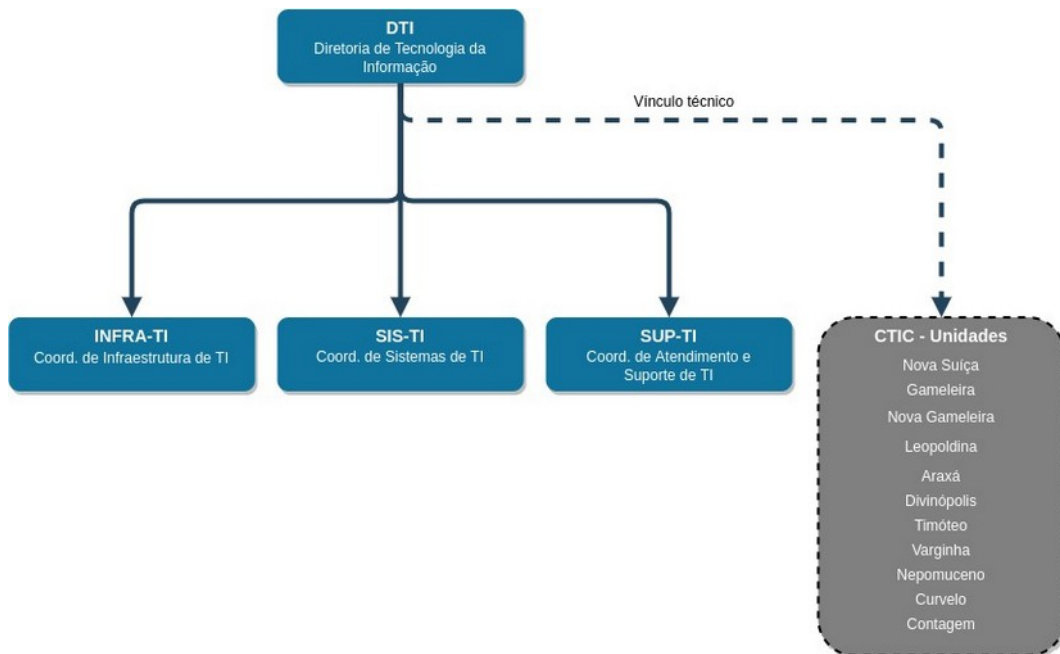 DTI
Diretoria de Tecnologia da
Informação
Vínculo técnico
INFRA-TI
Coord. de Infraestrutura de TI
SIS-TI
Coord. de Sistemas de TI
SUP-TI
Coord. de Atendimento e
Suporte de TI
CTIC - Unidades
Nova Suíça
Gameleira
Nova Gameleira
Leopoldina
Araxá
Divinópolis
Timóteo
Varginha
Nepomuceno
Curvelo
Contagem